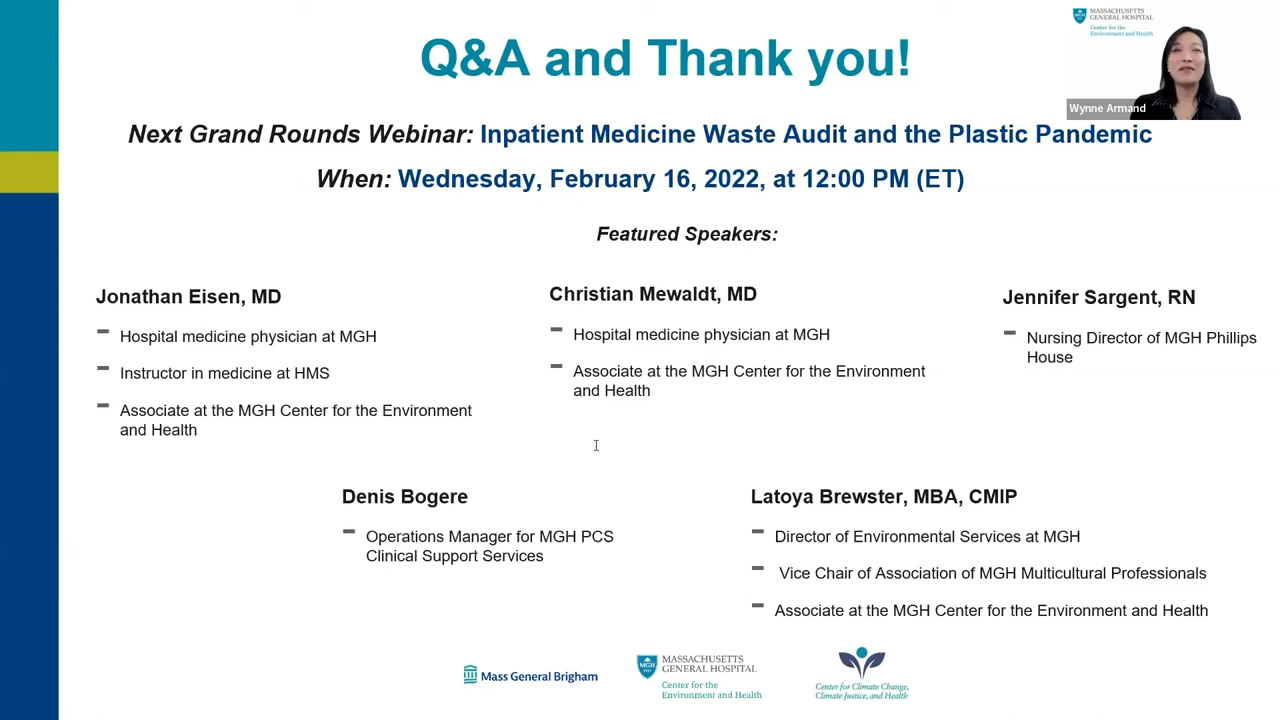 Q&A and Thank you!
MASSACHUSETTS
GENERAL HOSPITAL
Center for the
Environment and Health
MGH
Wynne Armand
Next Grand Rounds Webinar: Inpatient Medicine Waste Audit and the Plastic Pandemic
When: Wednesday, February 16, 2022, at 12:00 PM (ET)
Featured Speakers:
Jonathan Eisen, MD
Hospital medicine physician at MGH
Instructor in medicine at HMS
Associate at the MGH Center for the Environment
and Health
Christian Mewaldt, MD
Hospital medicine physician at MGH
Associate at the MGH Center for the Environment
and Health
Jennifer Sargent, RN
Nursing Director of MGH Phillips
House
Denis Bogere
Operations Manager for MGH PCS
Clinical Support Services
Latoya Brewster, MBA, CMIP
Director of Environmental Services at MGH
Vice Chair of Association of MGH Multicultural Professionals
Associate at the MGH Center for the Environment and Health
Mass General Brigham
MGH
MASSACHUSETTS
GENERAL HOSPITAL
Center for the
Environment and Health
Center for Climate Change,
Climate Justice, and Health